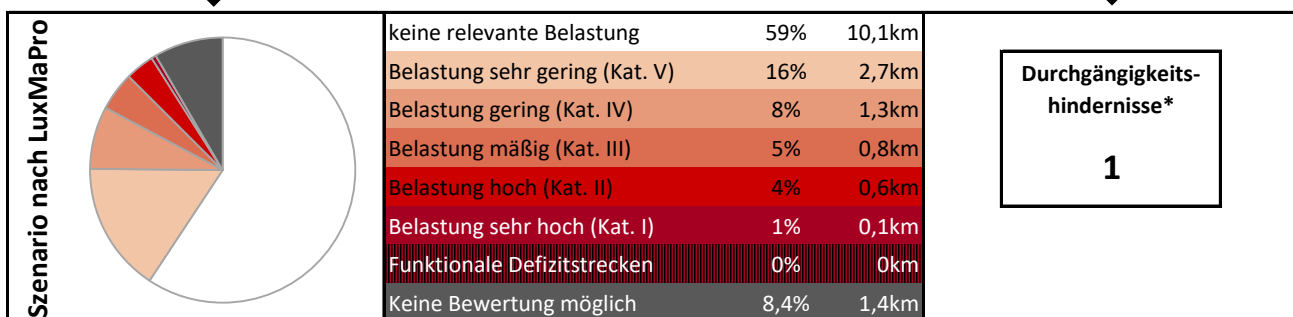 Szenario nach LuxMaPro
keine relevante Belastung 59% 10,1km
Belastung sehr gering (Kat. V) 16% 2,7km
Belastung gering (Kat. IV) 8% 1,3km
Belastung mäßig (Kat. III) 5% 0,8km
Belastung hoch (Kat. II) 4% 0,6km
Belastung sehr hoch (Kat. I) 1% 0,1km
Funktionale Defizitstrecken 0% 0km
Keine Bewertung möglich 8,4% 1,4km
Durchgängigkeits-
hindernisse*
1